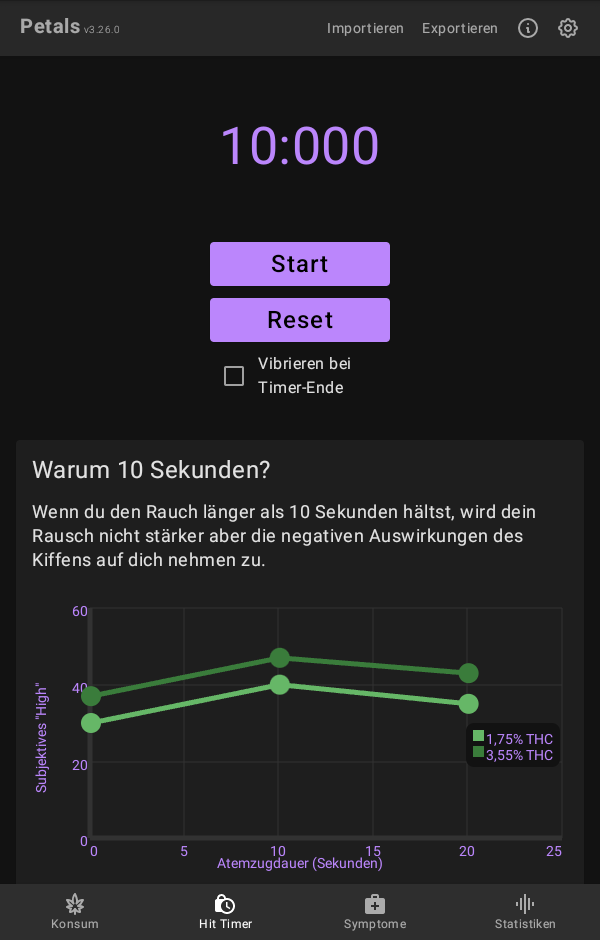 Petals v3.26.0 Importieren Exportieren
10:000
Start
Reset
Vibrieren bei
Timer-Ende
Warum 10 Sekunden?
Wenn du den Rauch länger als 10 Sekunden hältst, wird dein
Rausch nicht stärker aber die negativen Auswirkungen des
Kiffens auf dich nehmen zu.
60
40
20
0
Subjektives "High"
1,75% THC
3,55% THC
0 5 10 15 20 25
Atemzugdauer (Sekunden)
Konsum Hit Timer Symptome Statistiken